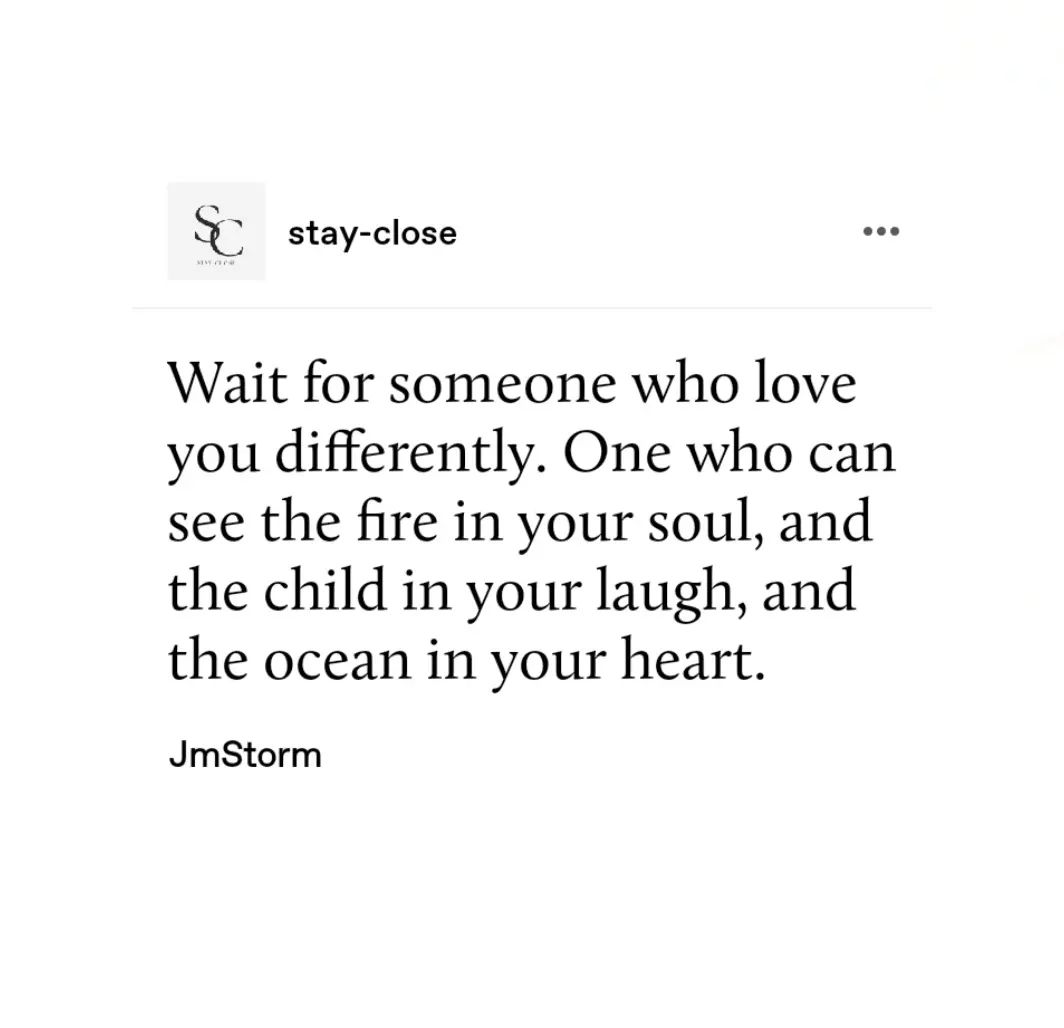 SC
stay-close
Wait for someone who love
you differently. One who can
see the fire in your soul, and
the child in your laugh, and
the ocean in your heart.
JmStorm